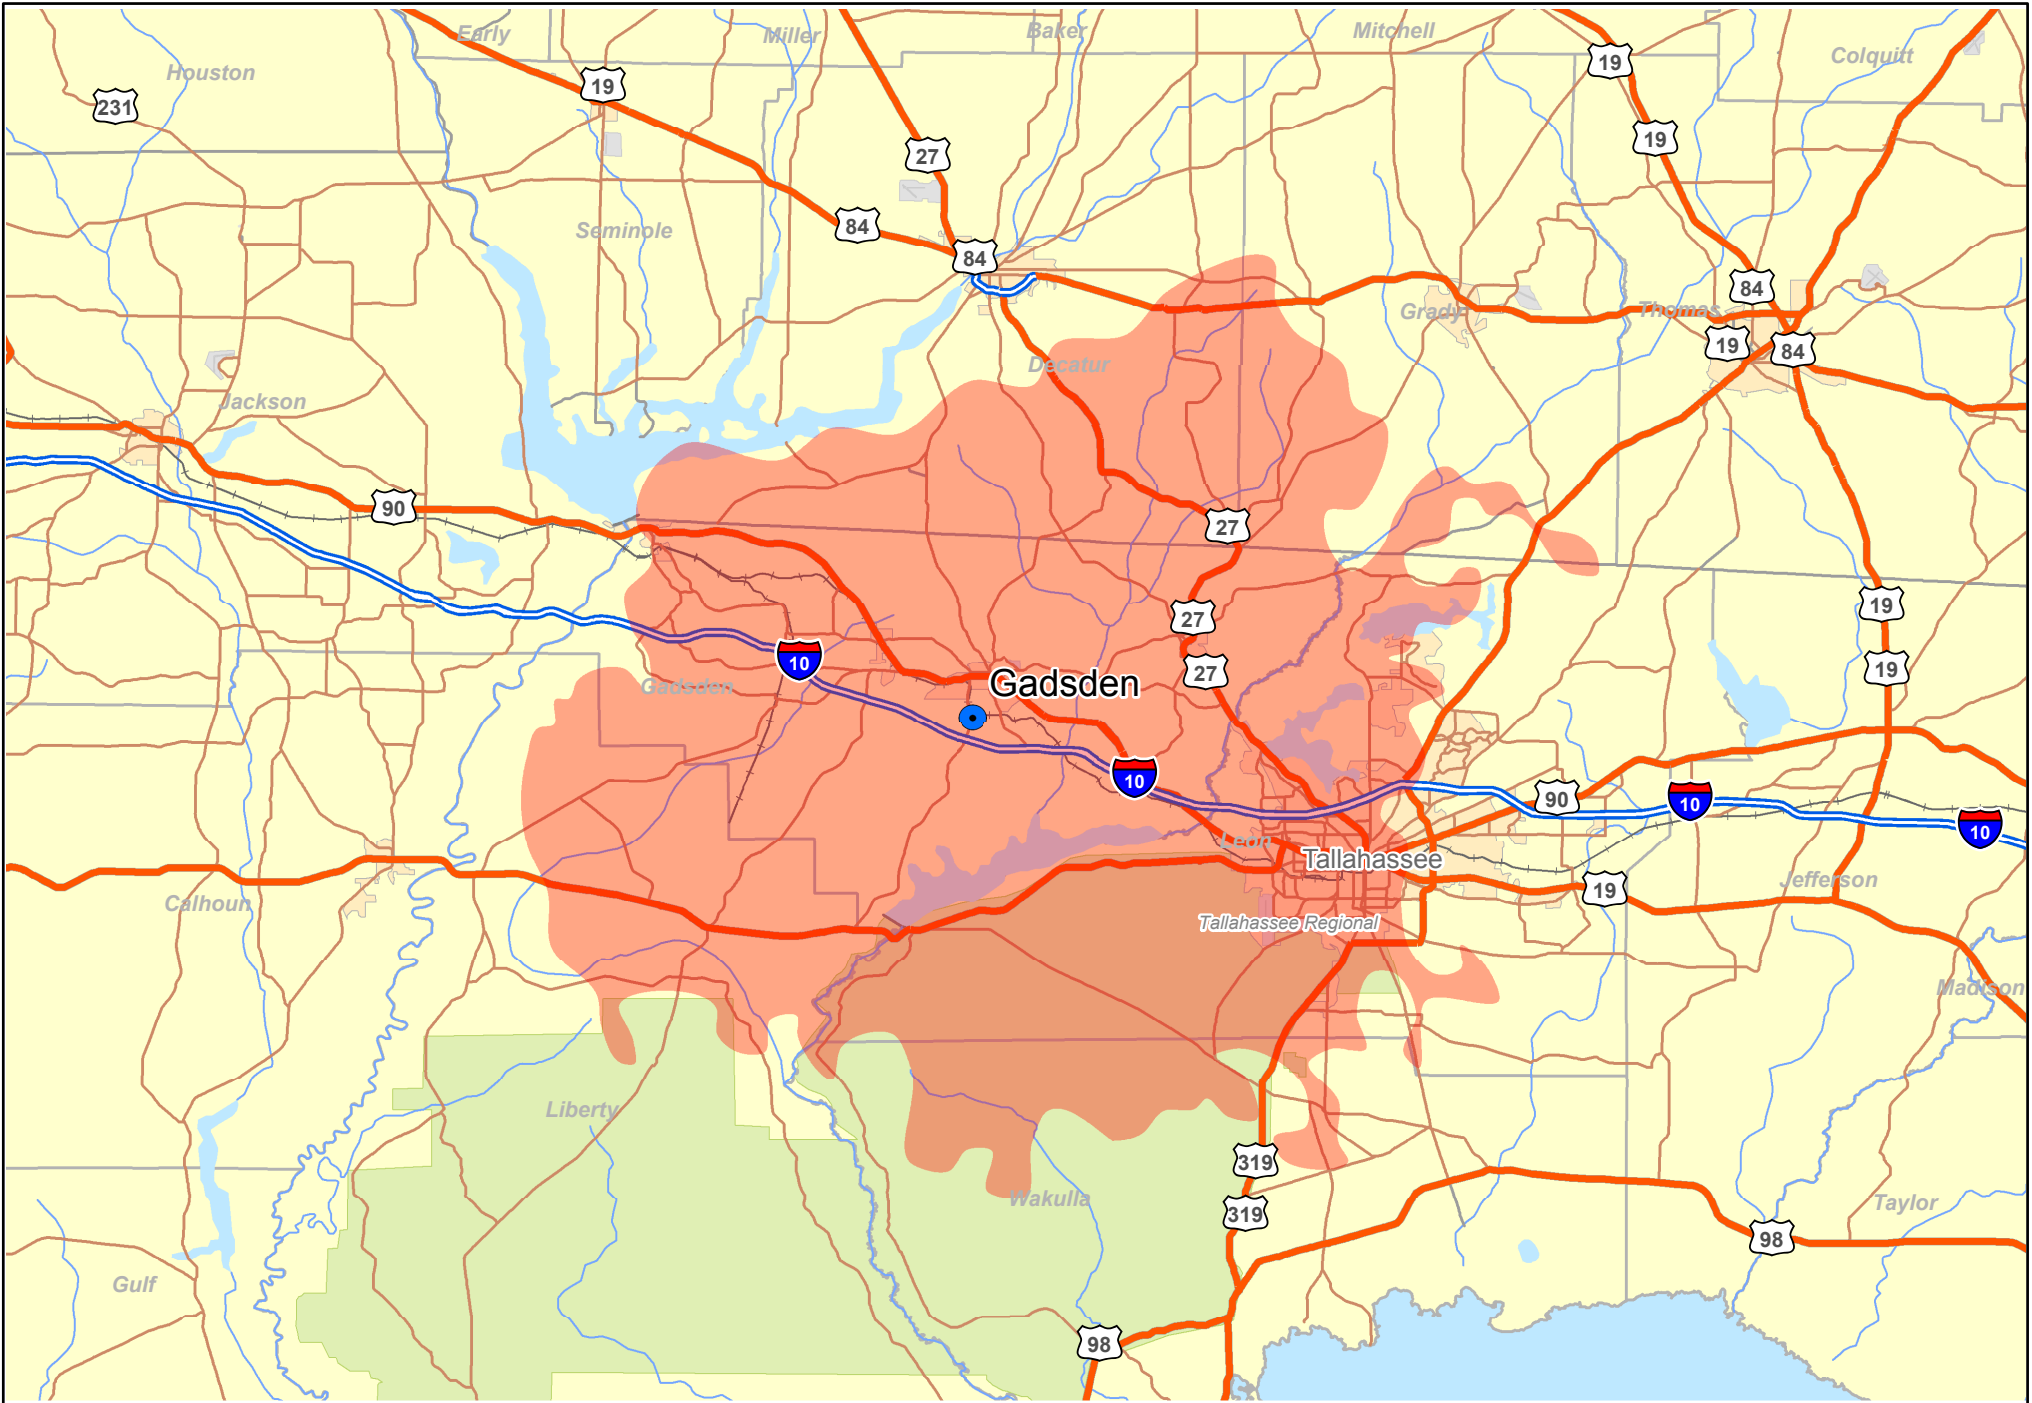 Early
Miller
Baker
Mitchell
Colquitt
Houston
19
19
231
19
27
Seminole
84
84
84
Grady
Thomas
19
84
Decatur
Jackson
90
27
19
27
10
27
19
Gadsden
Gadsden
10
90
10
10
Leon
Tallahassee
Jefferson
19
Calhoun
Tallahassee Regional
Madison
Liberty
319
Wakulla
319
Taylor
98
Gulf
98